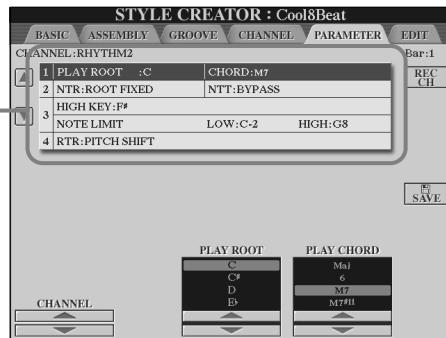 STYLE CREATOR : Cool8Beat
BASIC ASSEMBLY GROOVE CHANNEL PARAMETER EDIT
CHANNEL:RHYTHM2 Bar:1
1 PLAY ROOT :C CHORD:M7
REC CH
2 NTR:ROOT FIXED NTT:BYPASS
3 HIGH KEY:F♯
NOTE LIMIT LOW:C-2 HIGH:G8
4 RTR:PITCH SHIFT
SAVE
PLAY ROOT PLAY CHORD
C Maj
C♯ 6
D M7
E♭ M7♯11
CHANNEL